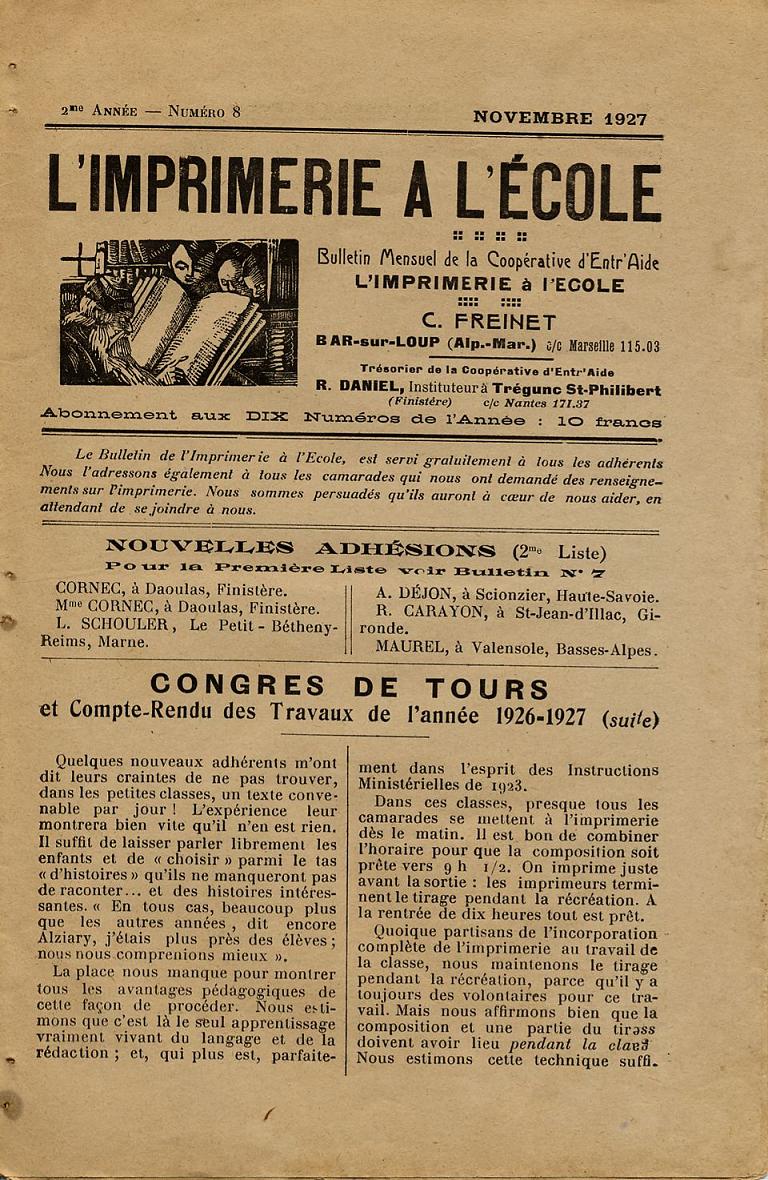 2me ANNÉE — NUMÉRO 8
NOVEMBRE 1927
L'IMPRIMERIE A L'ÉCOLE
Bulletin Mensuel de la Coopérative d'Entr'Aide
L'IMPRIMERIE à l'ECOLE
C. FREINET
BAR-sur-LOUP (Alp.-Mar.) c/c Marseille 115.03
Trésorier de la Coopérative d'Entr'Aide
R. DANIEL, Instituteur à Trégunc St-Philibert
(Finistère) c/c Nantes 171.37
Abonnement aux DIX Numéros de l'Année : 10 francs
Le Bulletin de l'Imprimerie à l'Ecole, est servi gratuitement à tous les adhérents
Nous l'adressons également à tous les camarades qui nous ont demandé des renseigne-
ments sur l'imprimerie. Nous sommes persuadés qu'ils auront à cœur de nous aider, en
attendant de se joindre à nous.
NOUVELLES ADHÉSIONS (2me Liste)
Pour la Première Liste voir Bulletin N° 7
CORNEC, à Daoulas, Finistère.
Mme CORNEC, à Daoulas, Finistère.
L. SCHOULER, Le Petit-Bétheny-
Reims, Marne.
A. DÉJON, à Scionzier, Haute-Savoie.
R. CARAYON, à St-Jean-d'Illac, Gi-
ronde.
MAUREL, à Valensole, Basses-Alpes.
CONGRES DE TOURS
et Compte-Rendu des Travaux de l'année 1926-1927 (suite)
Quelques nouveaux adhérents m'ont
dit leurs craintes de ne pas trouver,
dans les petites classes, un texte conve-
nable par jour ! L'expérience leur
montrera bien vite qu'il n'en est rien.
Il suffit de laisser parler librement les
enfants et de « choisir » parmi le tas
« d'histoires » qu'ils ne manqueront pas
de raconter... et des histoires intéres-
santes. « En tous cas, beaucoup plus
que les autres années, dit encore
Alziary, j'étais plus près des élèves ;
nous nous comprenions mieux ».
La place nous manque pour montrer
tous les avantages pédagogiques de
cette façon de procéder. Nous esti-
mons que c'est là le seul apprentissage
vraiment vivant du langage et de la
rédaction ; et, qui plus est, parfaite-
ment dans l'esprit des Instructions
Ministérielles de 1923.
Dans ces classes, presque tous les
camarades se mettent à l'imprimerie
dès le matin. Il est bon de combiner
l'horaire pour que la composition soit
prête vers 9 h 1/2. On imprime juste
avant la sortie : les imprimeurs termi-
nent le tirage pendant la récréation. A
la rentrée de dix heures tout est prêt.
Quoique partisans de l'incorporation
complète de l'imprimerie au travail de
la classe, nous maintenons le tirage
pendant la récréation, parce qu'il y a
toujours des volontaires pour ce tra-
vail. Mais nous affirmons bien que la
composition et une partie du tirass
doivent avoir lieu pendant la claɐƃ
Nous estimons cette technique suffi.